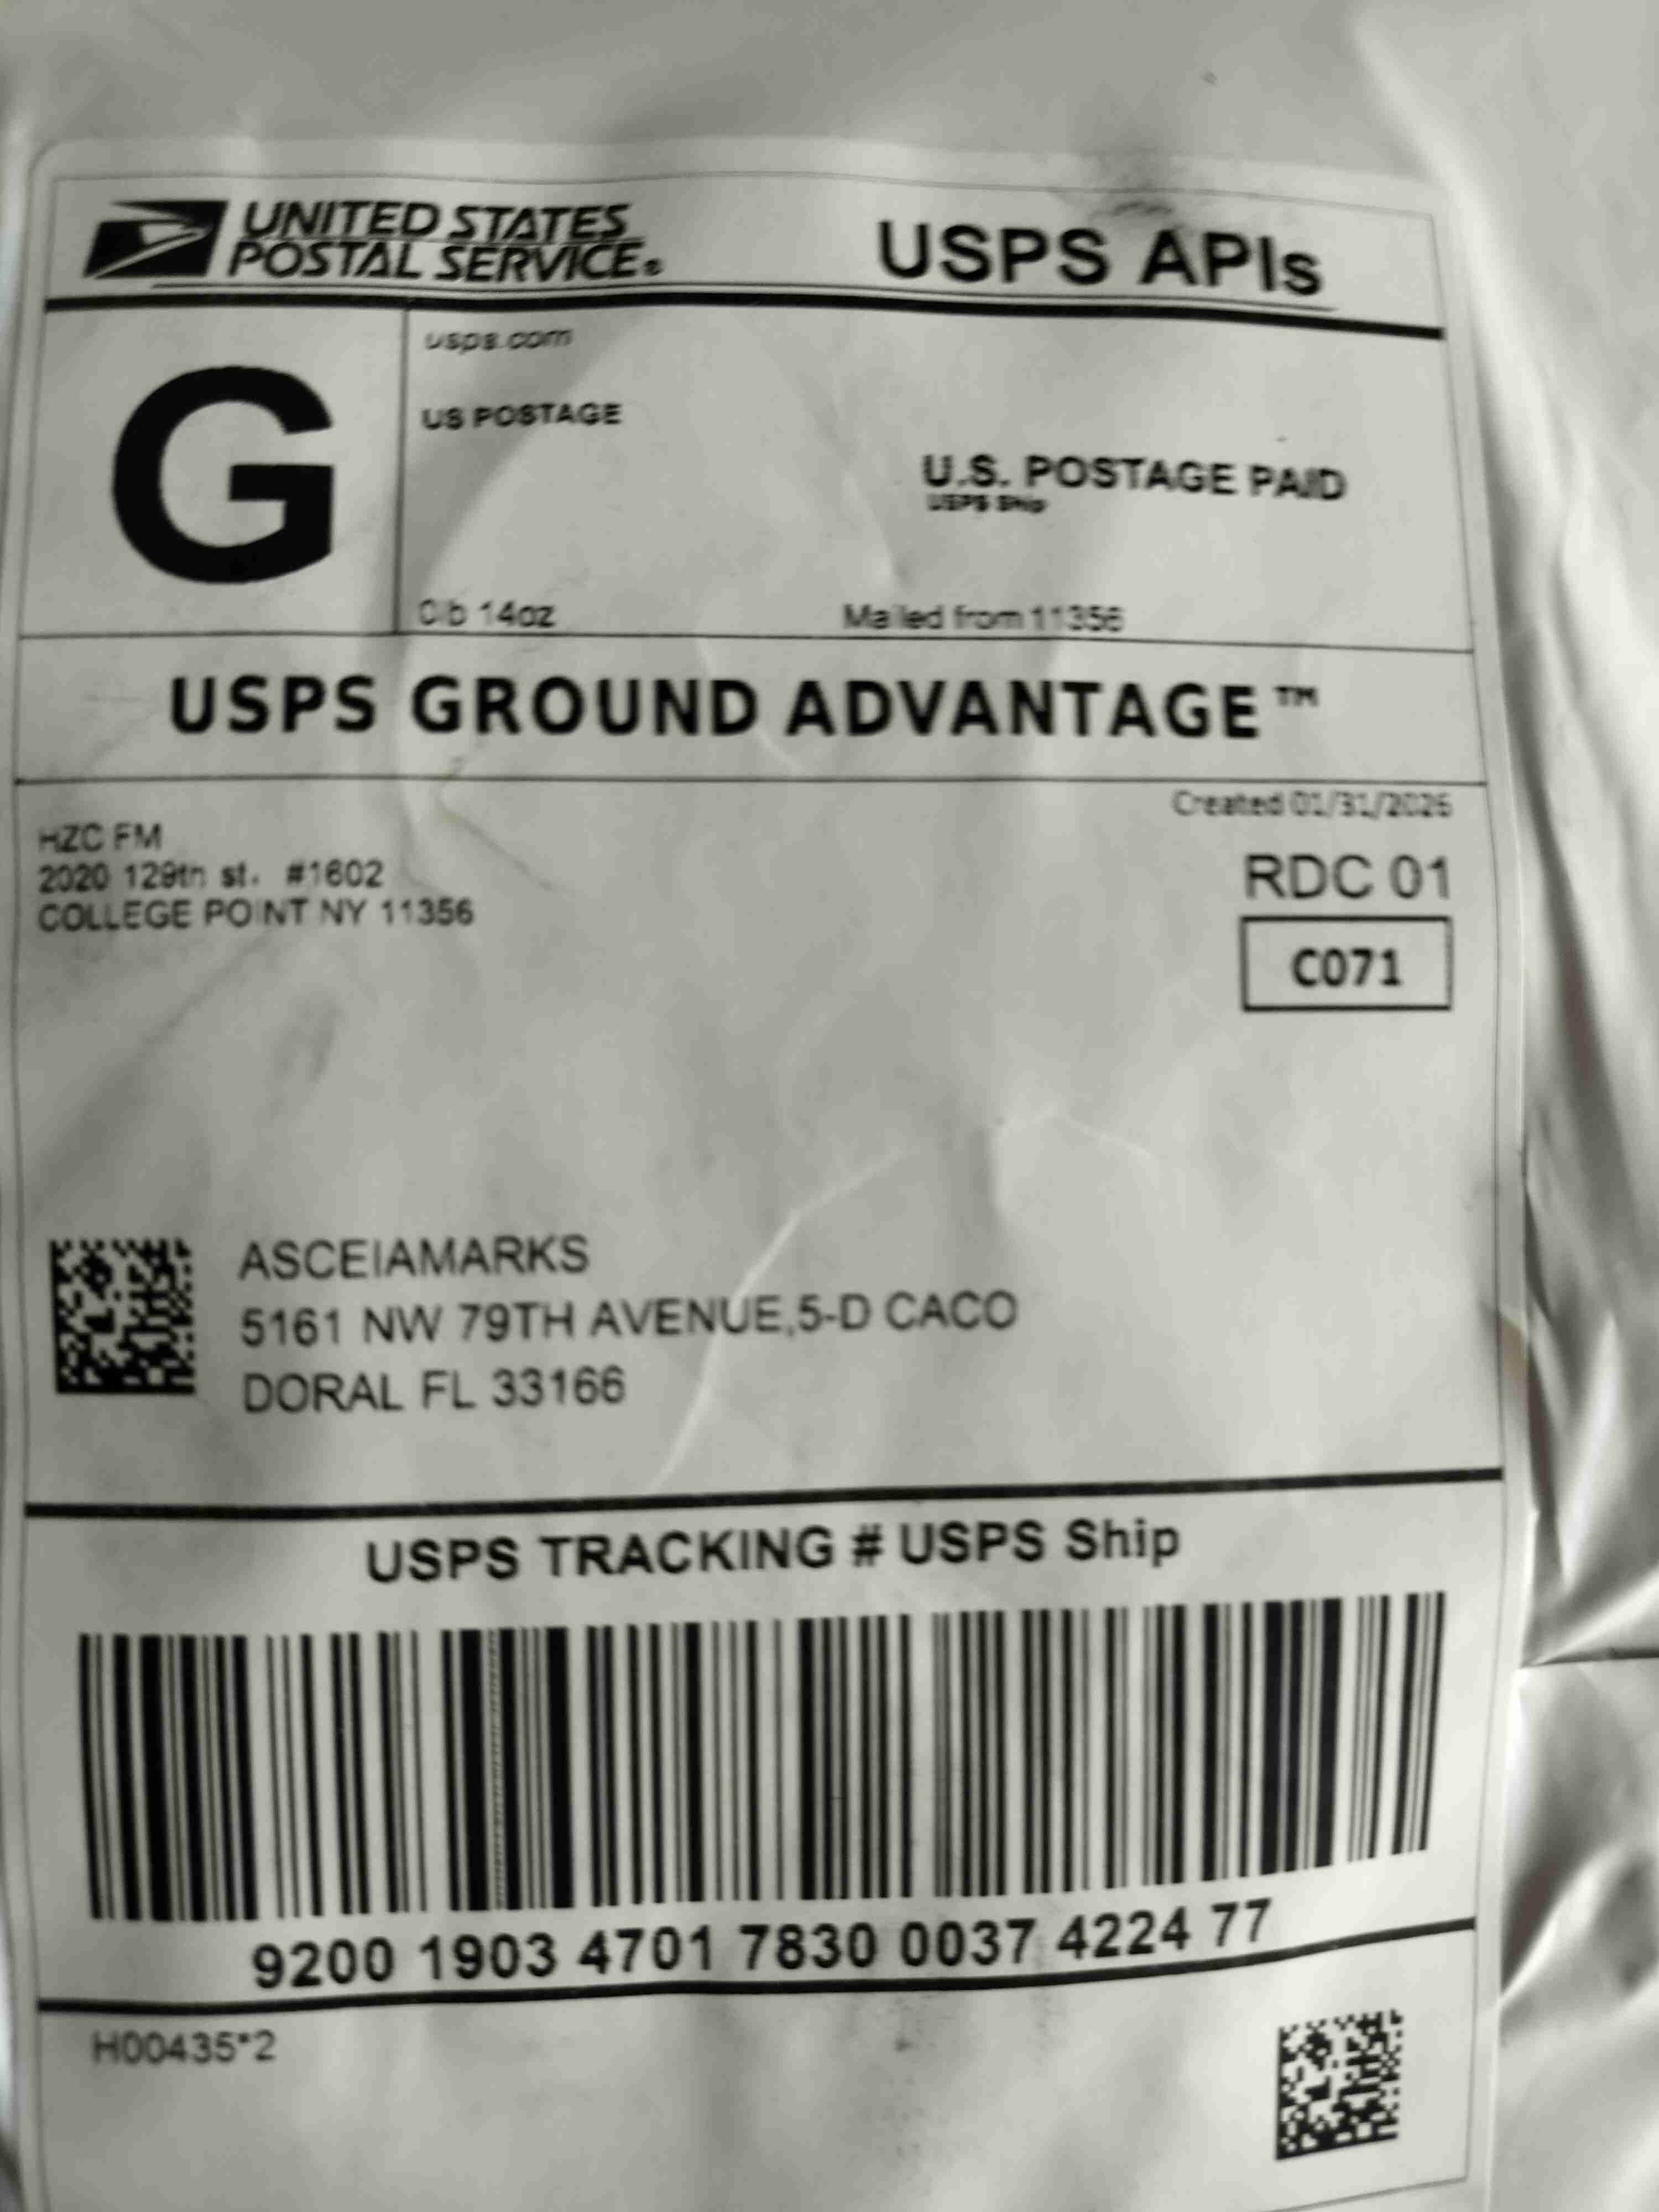 UNITED STATES
POSTAL SERVICE®
USPS APIs
G
usps.com
US POSTAGE
U.S. POSTAGE PAID
USPS Ship
0lb 14oz
Mailed from 11356
USPS GROUND ADVANTAGE™
Created 01/31/2026
HZC FM
2020 129th st. #1602
COLLEGE POINT NY 11356
RDC 01
C071
ASCEIAMARKS
5161 NW 79TH AVENUE,5-D CACO
DORAL FL 33166
USPS TRACKING # USPS Ship
9200 1903 4701 7830 0037 4224 77
H00435*2